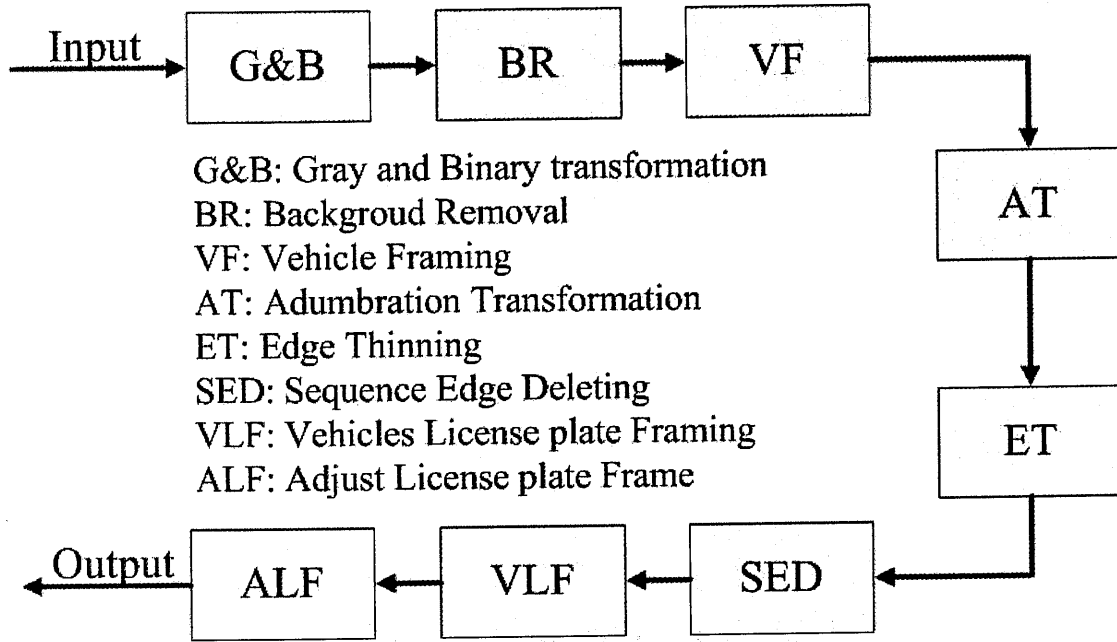 Input
G&B
BR
VF
AT
G&B: Gray and Binary transformation
BR: Backgroud Removal
VF: Vehicle Framing
AT: Adumbration Transformation
ET: Edge Thinning
SED: Sequence Edge Deleting
VLF: Vehicles License plate Framing
ALF: Adjust License plate Frame
ET
Output
ALF
VLF
SED